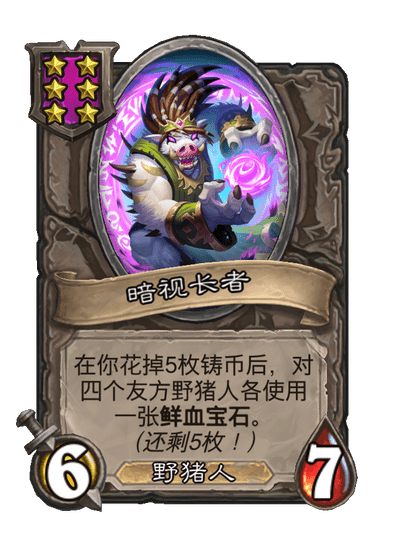 暗视长者
在你花掉5枚铸币后，对
四个友方野猪人各使用
一张鲜血宝石。
（还剩5枚！）
野猪人
6
7